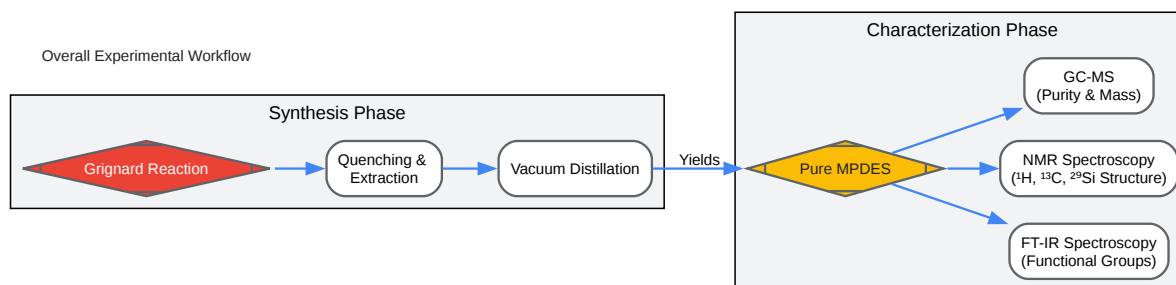 Overall Experimental Workflow
Synthesis Phase
Grignard Reaction
Quenching &
Extraction
Vacuum Distillation
Yields
Characterization Phase
Pure MPDES
GC-MS
(Purity & Mass)
NMR Spectroscopy
(¹H, ¹³C, ²⁹Si Structure)
FT-IR Spectroscopy
(Functional Groups)